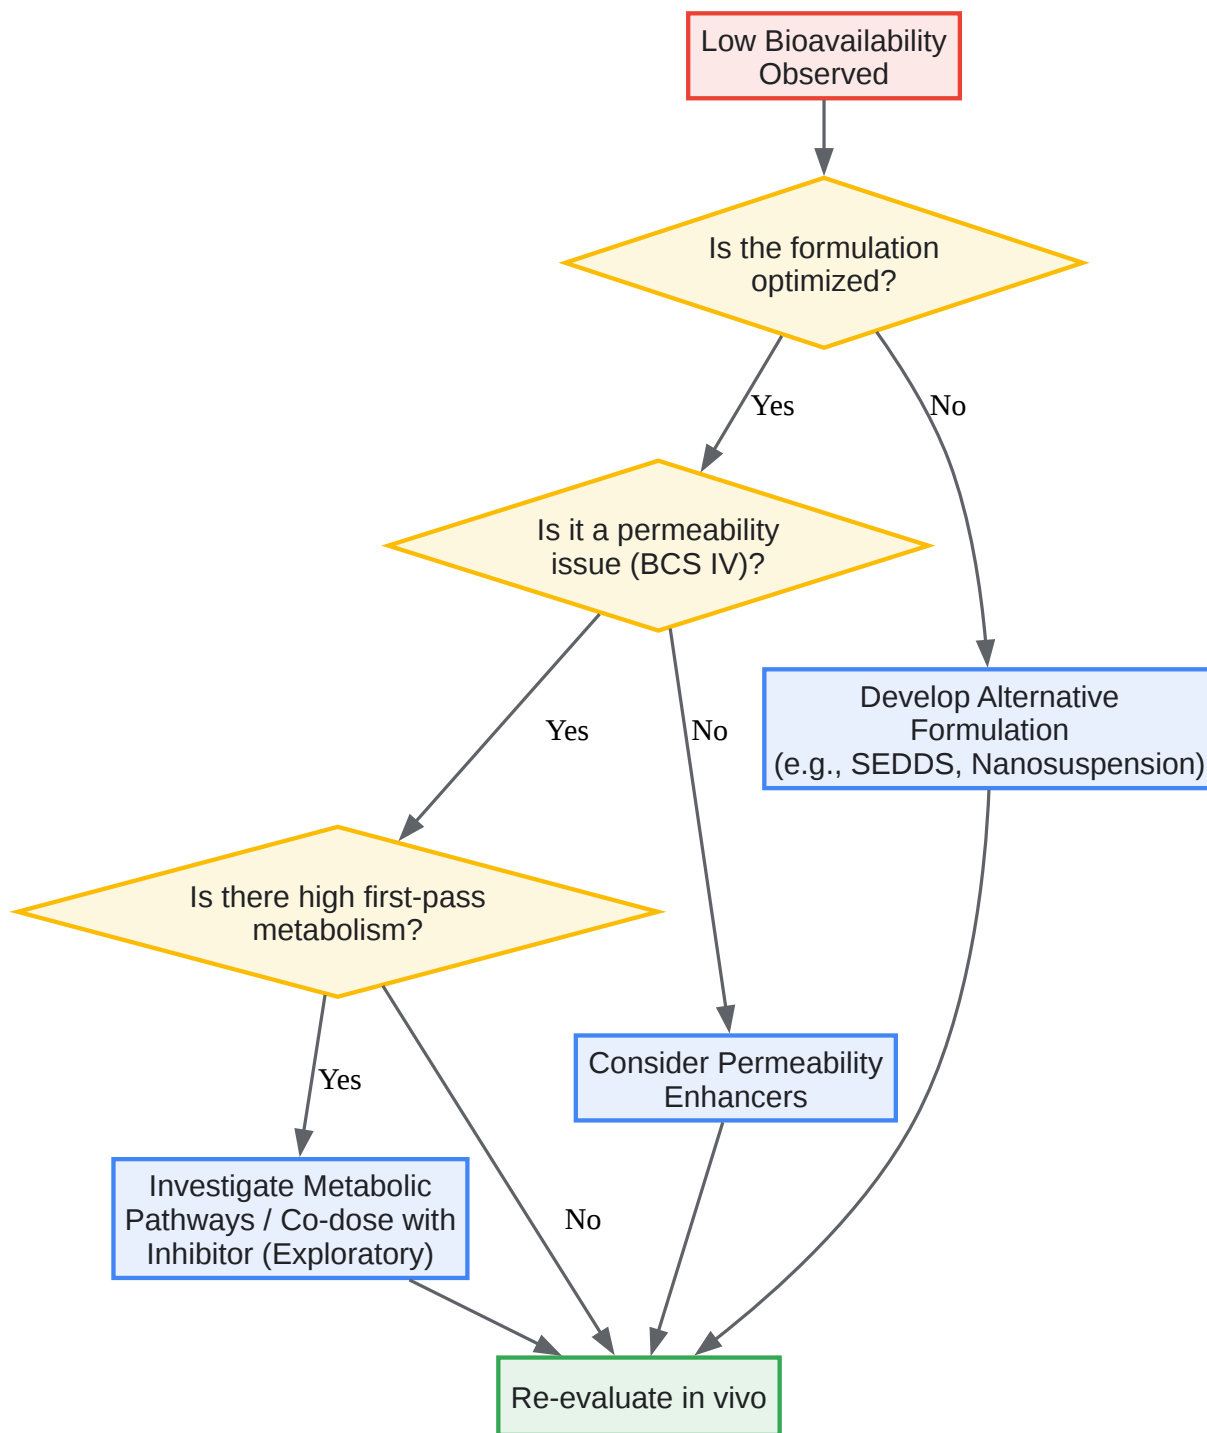 Low Bioavailability
Observed
Is the formulation
optimized?
Yes
No
Is it a permeability
issue (BCS IV)?
Develop Alternative
Formulation
(e.g., SEDDS, Nanosuspension)
Yes
No
Is there high first-pass
metabolism?
Consider Permeability
Enhancers
Yes
Investigate Metabolic
Pathways / Co-dose with
Inhibitor (Exploratory)
No
Re-evaluate in vivo